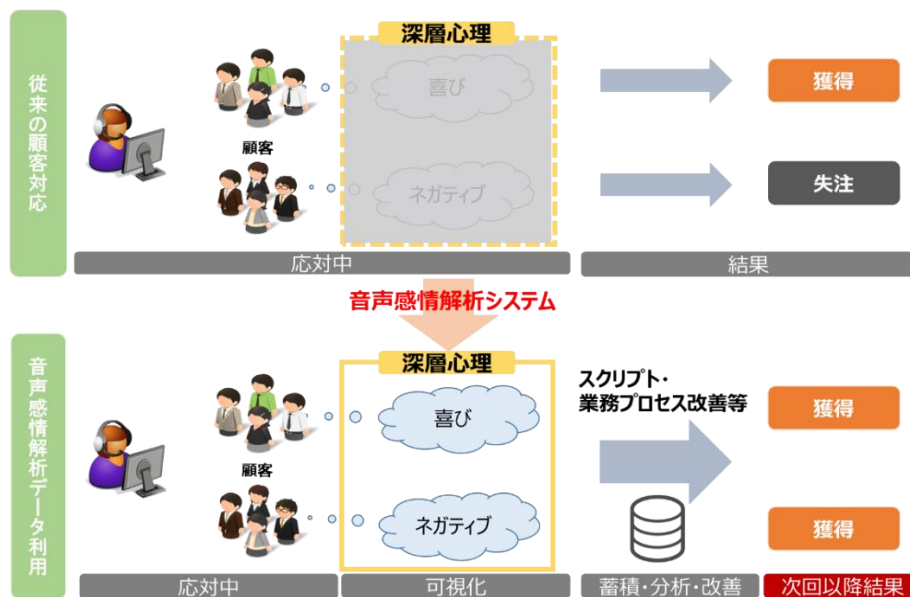 従来の顧客対応
深層心理
喜び
顧客
ネガティブ
獲得
失注
応対中
結果
音声感情解析システム
音声感情解析データ利用
深層心理
喜び
顧客
ネガティブ
スクリプト・
業務プロセス改善等
獲得
獲得
応対中
可視化
蓄積・分析・改善
次回以降結果